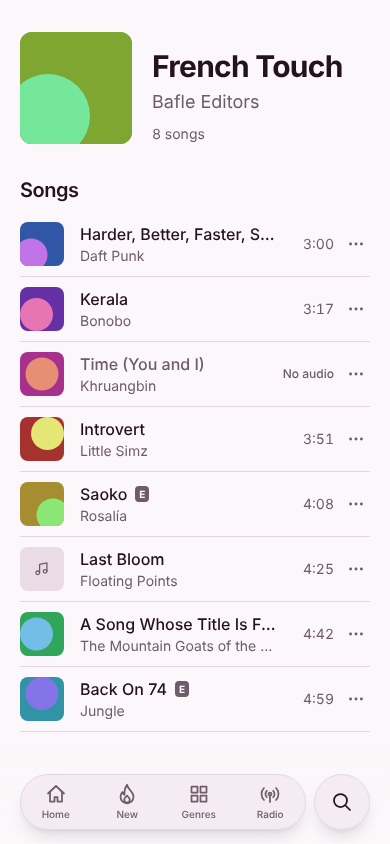 French Touch
Bafle Editors
8 songs
Songs
Harder, Better, Faster, S...
3:00
Daft Punk
Kerala
3:17
Bonobo
Time (You and I)
No audio
Khruangbin
Introvert
3:51
Little Simz
Saoko E
4:08
Rosalía
Last Bloom
4:25
Floating Points
A Song Whose Title Is F...
4:42
The Mountain Goats of the ...
Back On 74 E
4:59
Jungle
Home New Genres Radio